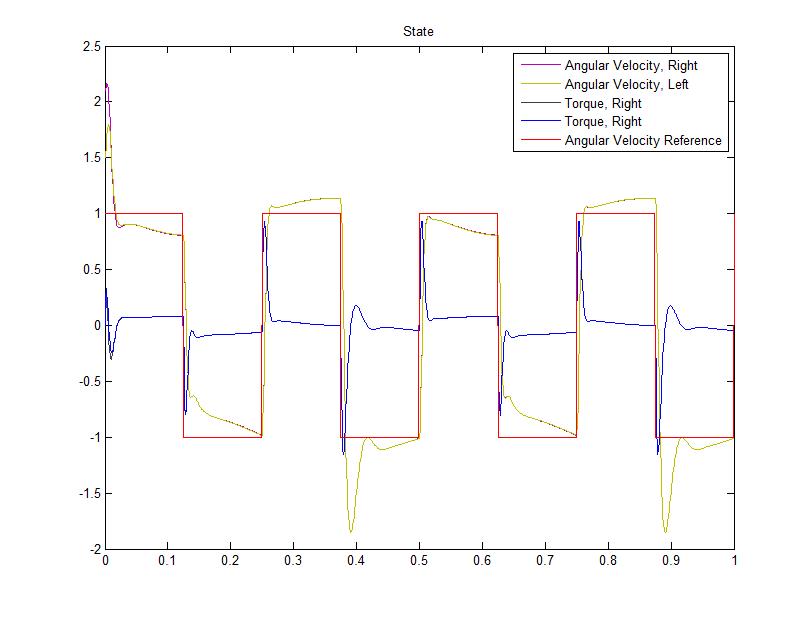 State
2.5
Angular Velocity, Right
Angular Velocity, Left
Torque, Right
Torque, Right
Angular Velocity Reference
2
1.5
1
0.5
0
-0.5
-1
-1.5
-2
0 0.1 0.2 0.3 0.4 0.5 0.6 0.7 0.8 0.9 1